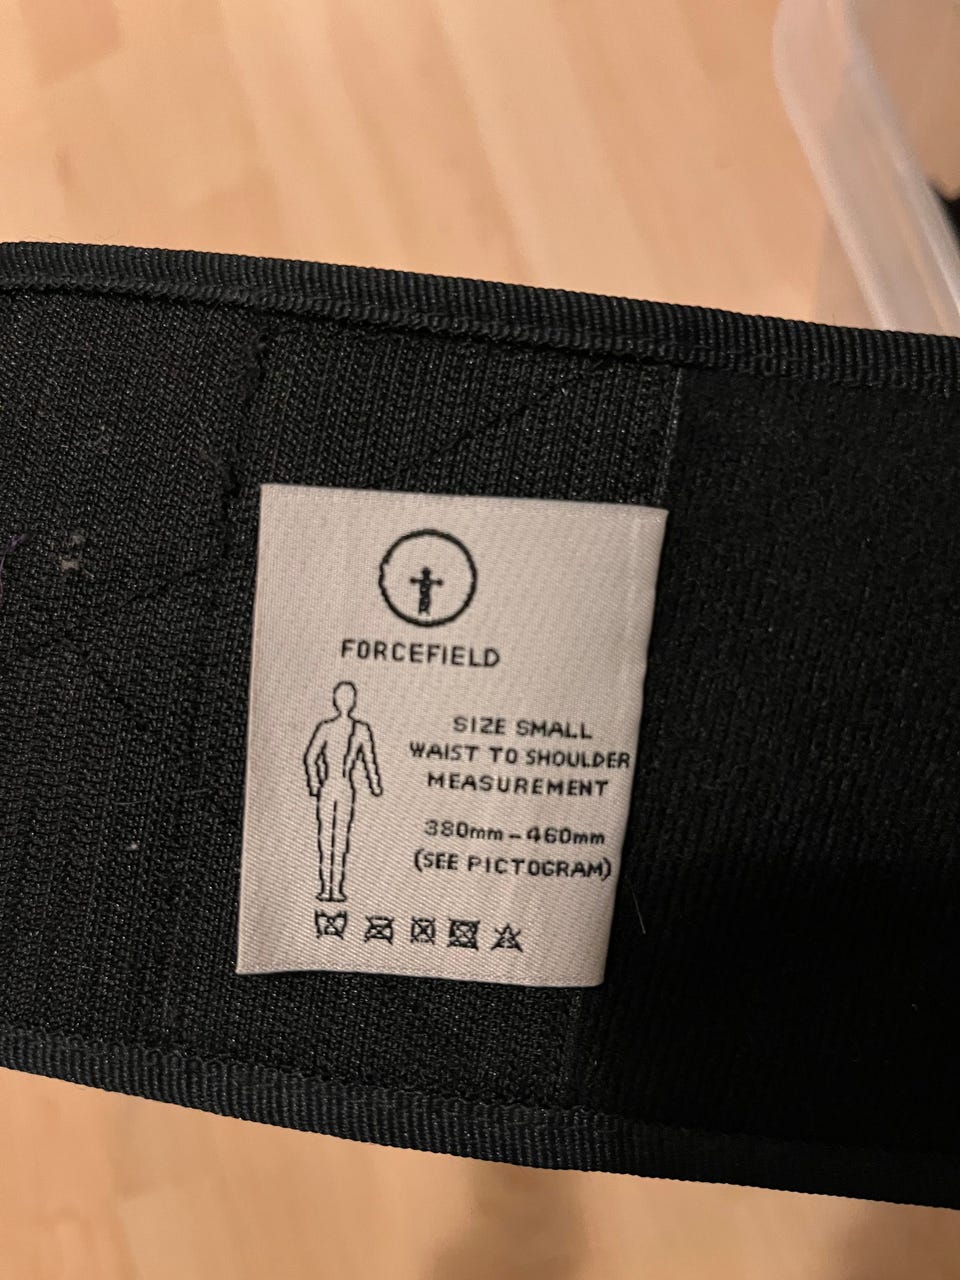 FORCEFIELD
SIZE SMALL
WAIST TO SHOULDER
MEASUREMENT
380mm-460mm
(SEE PICTOGRAM)